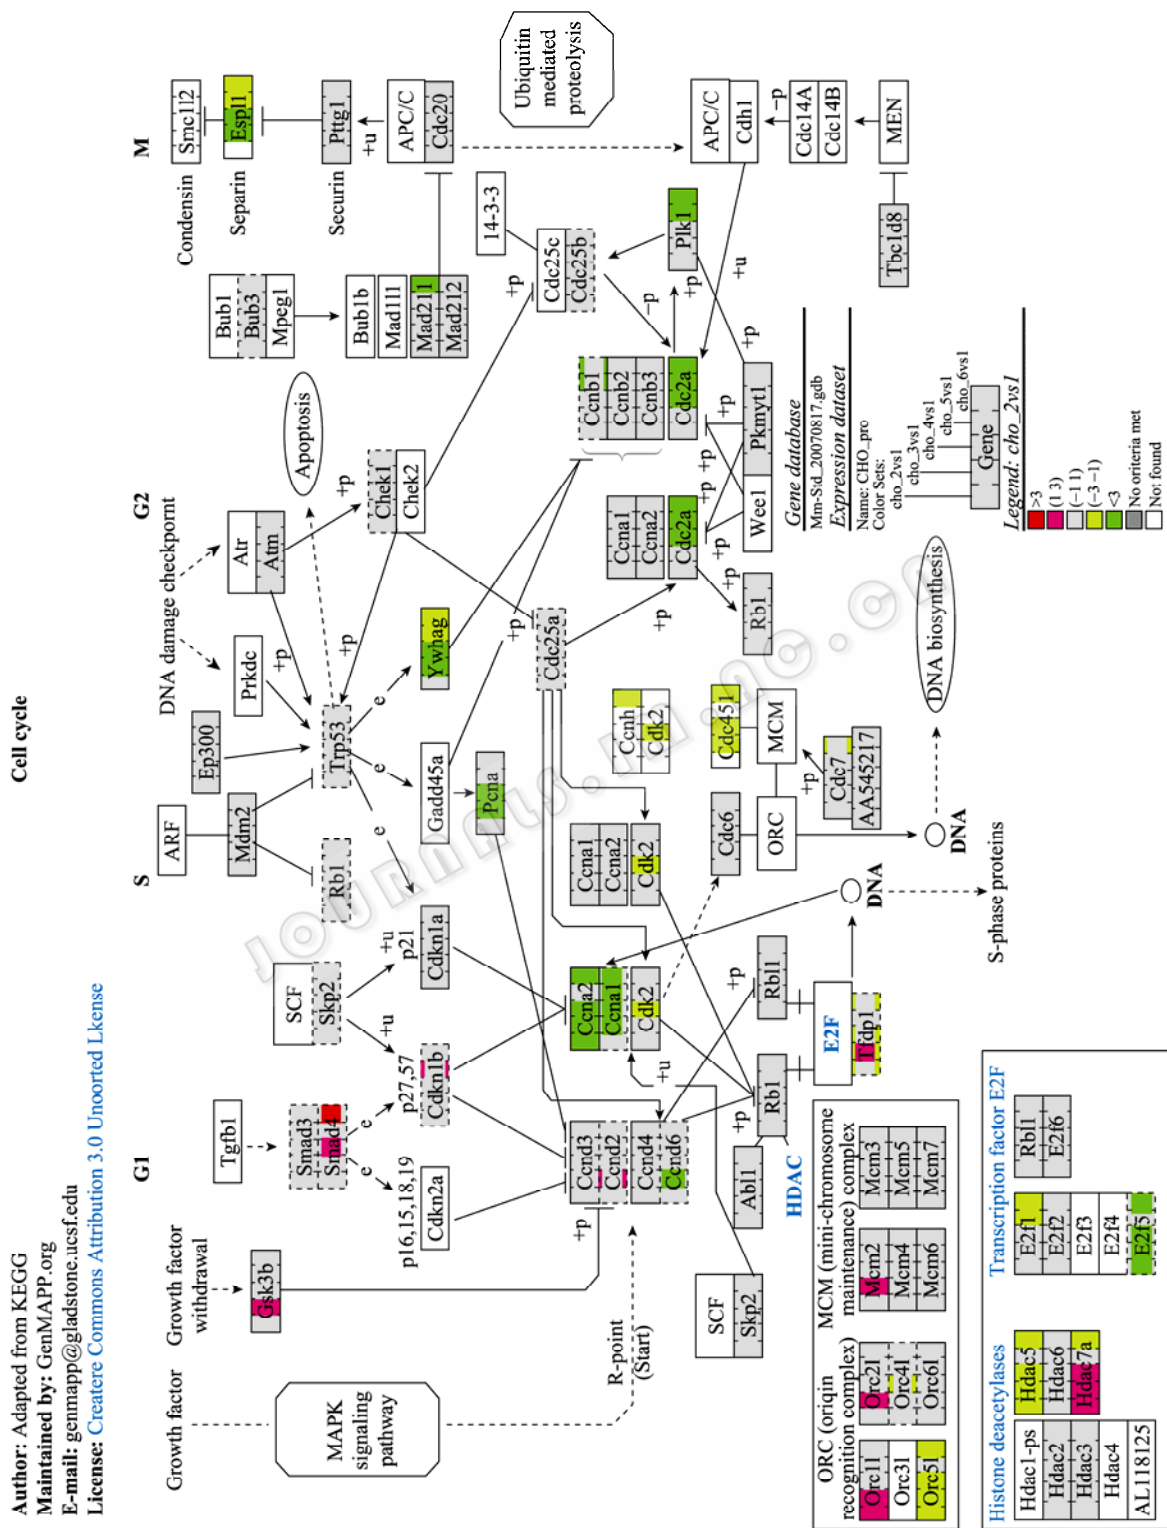 Cell cycle
Author: Adapted from KEGG
Maintained by: GenMAPP.org
E-mail: genmapp@gladstone.ucsf.edu
License: Createre Commons Attribution 3.0 Unoorted Lkense
G1
S
G2
M
Growth factor
Growth factor
withdrawal
MAPK
signaling
pathway
R-point
(Start)
Gsk3b
Tgfb1
Smad3
Smad4
e
e
p16,15,18,19
Cdkn2a
p27,57
Cdkn1b
SCF
Skp2
+u
+u
p21
Cdkn1a
ARF
Mdm2
Rb1
Ep300
Prkdc
Trp53
DNA damage checkpornt
Atr
Atm
+p
+p
+p
Apoptosis
Chek1
Chek2
e
e
e
Gadd45a
Ywhag
Pcna
Bub1
Bub3
Mpeg1
Bub1b
Mad1l1
Mad211
Mad212
Condensin
Smc1l2
Separin
Espl1
Securin
Pttg1
+u
APC/C
Cdc20
Ubiquitin
mediated
proteolysis
+p
Ccnd3
Ccnd2
Ccnd4
Ccnd6
Ccna2
Ccna1
Cdk2
+u
Ccna1
Ccna2
Cdk2
Cdc25a
+p
+p
Ccnh
Cdk2
Ccna1
Ccna2
Cdc2a
+p
+p
Rb1
Ccnb1
Ccnb2
Ccnb3
Cdc2a
+p
+p
+p
Wee1
Pkmyt1
+p
+p
Cdc25c
Cdc25b
14-3-3
–p
Plk1
+p
+u
APC/C
Cdh1
–p
Cdc14A
Cdc14B
MEN
Tbc1d8
SCF
Skp2
Abl1
HDAC
+p
Rb1
+p
Rbl1
E2F
Tfdp1
DNA
S-phase proteins
Cdc6
ORC
Cdc451
MCM
+p
Cdc7
AA545217
DNA
DNA biosynthesis
Gene database
Mm-Std_20070817.gdb
Expression dataset
Name: CHO_pro
Color Sets:
cho_2vs1
cho_3vs1
cho_4vs1
cho_5vs1
cho_6vs1
Gene
Legend: cho_2vs1
>3
(1 3)
(–1 1)
(–3 –1)
<3
No oriteria met
No: found
ORC (oriqin
recognition complex)
Orc1l
Orc3l
Orc5l
Orc2l
Orc4l
Orc6l
MCM (mini-chromosome
maintenance) complex
Mcm2
Mcm4
Mcm6
Mcm3
Mcm5
Mcm7
Histone deacetylases
Hdac1-ps
Hdac2
Hdac3
Hdac4
AL118125
Hdac5
Hdac6
Hdac7a
Transcription factor E2F
E2f1
E2f2
E2f3
E2f4
E2f5
Rbl1
E2f6
JOURNALS.IM.AC.CN